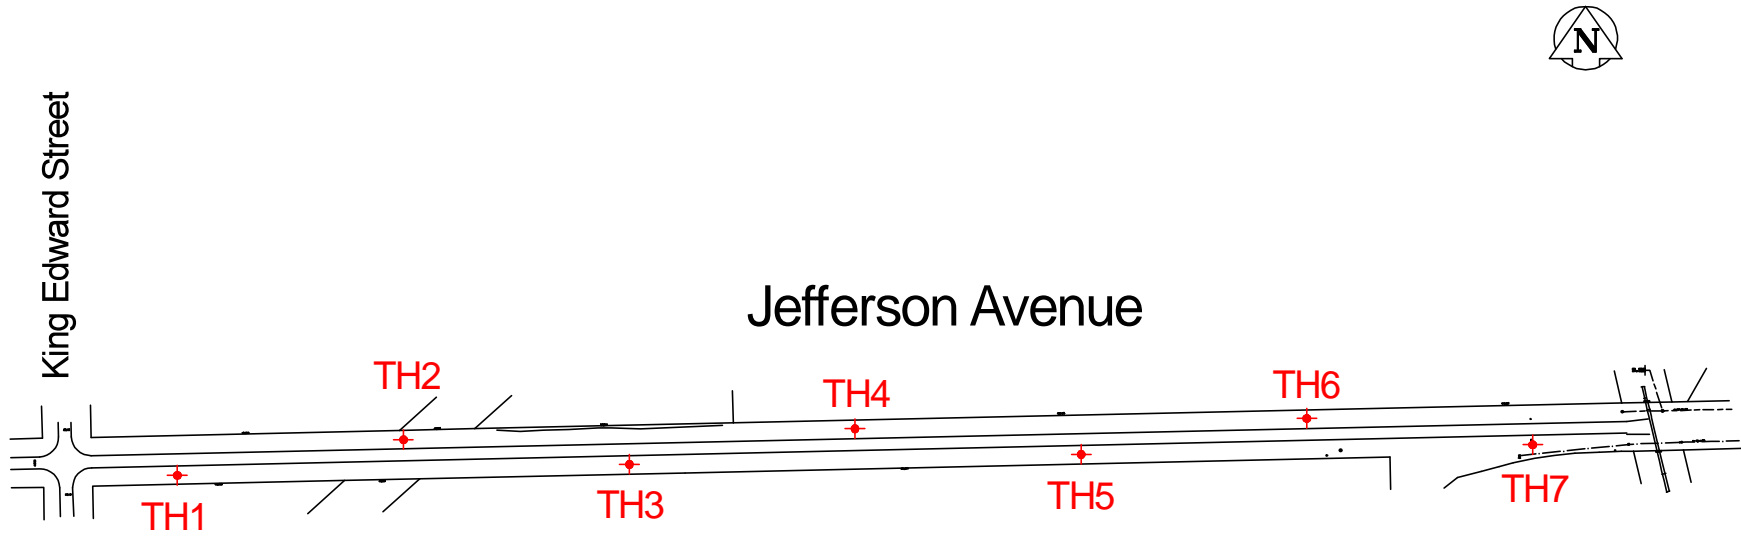 N
King Edward Street
Jefferson Avenue
TH2
TH4
TH6
TH1
TH3
TH5
TH7